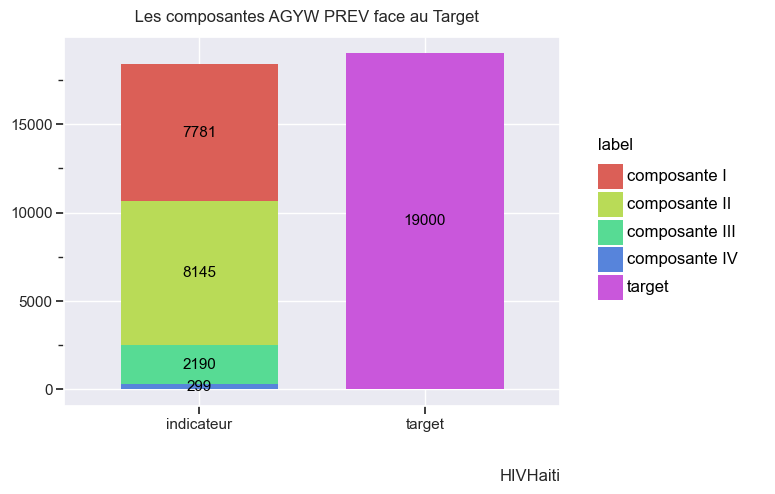 Les composantes AGYW PREV face au Target
15000
10000
5000
0
7781
8145
2190
299
19000
indicateur
target
label
composante I
composante II
composante III
composante IV
target
HIVHaiti